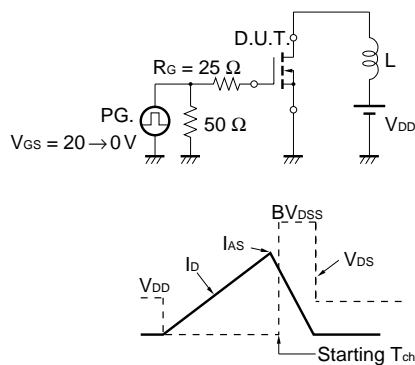 D.U.T.
RG = 25 Ω
L
PG.
50 Ω
VDD
VGS = 20 → 0 V
BVDSS
IAS
ID
VDS
VDD
Starting Tch